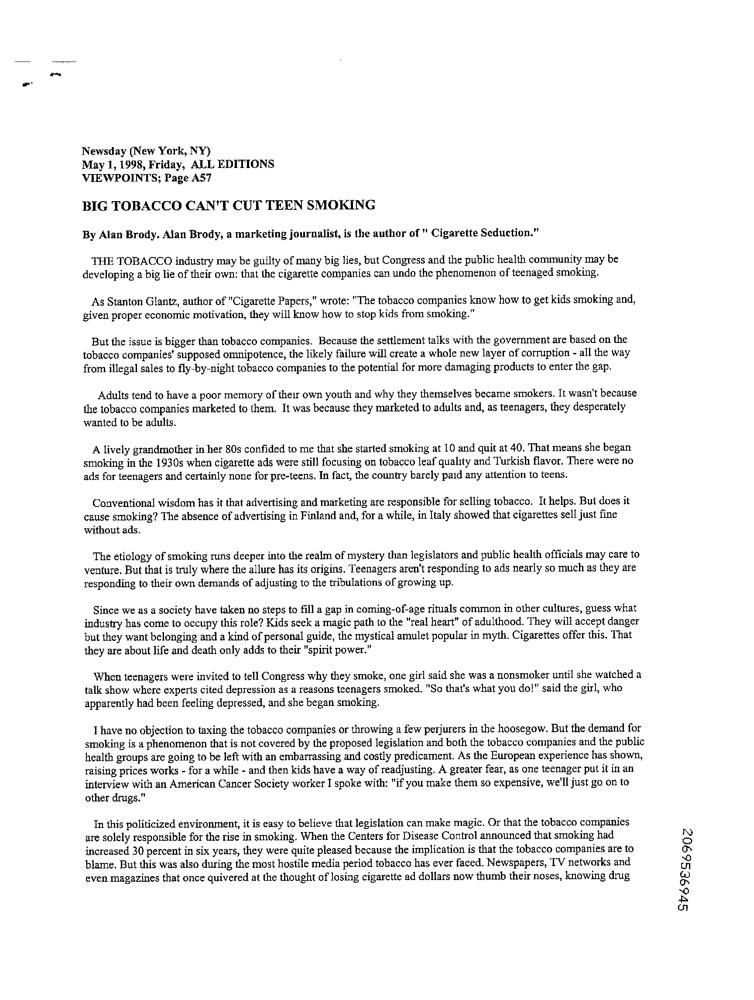 Newsday (New York, NY)
May 1, 1998, Friday, ALL EDITIONS
VIEWPOINTS; Page A57
BIG TOBACCO CAN'T CUT TEEN SMOKING
By Alan Brody. Alan Brody, a marketing journalist, is the author of " Cigarette Seduction."
THE TOBACCO industry may be guilty of many big lies, but Congress and the public health community may be
developing a big lie of their own: that the cigarette companies can undo the phenomenon of teenaged smoking.
As Stanton Glantz, author of "Cigarette Papers," wrote: "The tobacco companies know how to get kids smoking and,
given proper economic motivation, they will know how to stop kids from smoking."
But the issue is bigger than tobacco companies. Because the settlement talks with the government are based on the
tobacco companies' supposed omnipotence, the likely failure will create a whole new layer of corruption - all the way
from illegal sales to fly-by-night tobacco companies to the potential for more damaging products to enter the gap.
Adults tend to have a poor memory of their own youth and why they themselves became smokers. It wasn't because
the tobacco companies marketed to them. It was because they marketed to adults and, as teenagers, they desperately
wanted to be adults.
A lively grandmother in her 80s confided to me that she started smoking at 10 and quit at 40. That means she began
smoking in the 1930s when cigarette ads were still focusing on tobacco leaf quality and Turkish flavor. There were no
ads for teenagers and certainly none for pre-teens. In fact, the country barely paid any attention to teens.
Conventional wisdom has it that advertising and marketing are responsible for selling tobacco. It helps. But does it
cause smoking? The absence of advertising in Finland and, for a while, in Italy showed that cigarettes sell just fine
without ads.
The etiology of smoking runs deeper into the realm of mystery than legislators and public health officials may care to
venture. But that is truly where the allure has its origins. Teenagers aren't responding to ads nearly so much as they are
responding to their own demands of adjusting to the tribulations of growing up.
Since we as a society have taken no steps to fill a gap in coming-of-age rituals common in other cultures, guess what
industry has come to occupy this role? Kids seek a magic path to the "real heart" of adulthood. They will accept danger
but they want belonging and a kind of personal guide, the mystical amulet popular in myth. Cigarettes offer this. That
they are about life and death only adds to their "spirit power."
When teenagers were invited to tell Congress why they smoke, one girl said she was a nonsmoker until she watched a
talk show where experts cited depression as a reasons teenagers smoked. "So that's what you do!" said the girl, who
apparently had been feeling depressed, and she began smoking.
I have no objection to taxing the tobacco companies or throwing a few perjurers in the hoosegow. But the demand for
smoking is a phenomenon that is not covered by the proposed legislation and both the tobacco companies and the public
health groups are going to be left with an embarrassing and costly predicament. As the European experience has shown,
raising prices works - for a while - and then kids have a way of readjusting. A greater fear, as one teenager put it in an
interview with an American Cancer Society worker I spoke with: "if you make them so expensive, we'll just go on to
other drugs."
In this politicized environment, it is easy to believe that legislation can make magic. Or that the tobacco companies
are solely responsible for the rise in smoking. When the Centers for Disease Control announced that smoking had
increased 30 percent in six years, they were quite pleased because the implication is that the tobacco companies are to
blame. But this was also during the most hostile media period tobacco has ever faced. Newspapers, TV networks and
even magazines that once quivered at the thought of losing cigarette ad dollars now thumb their noses, knowing drug
2069536945